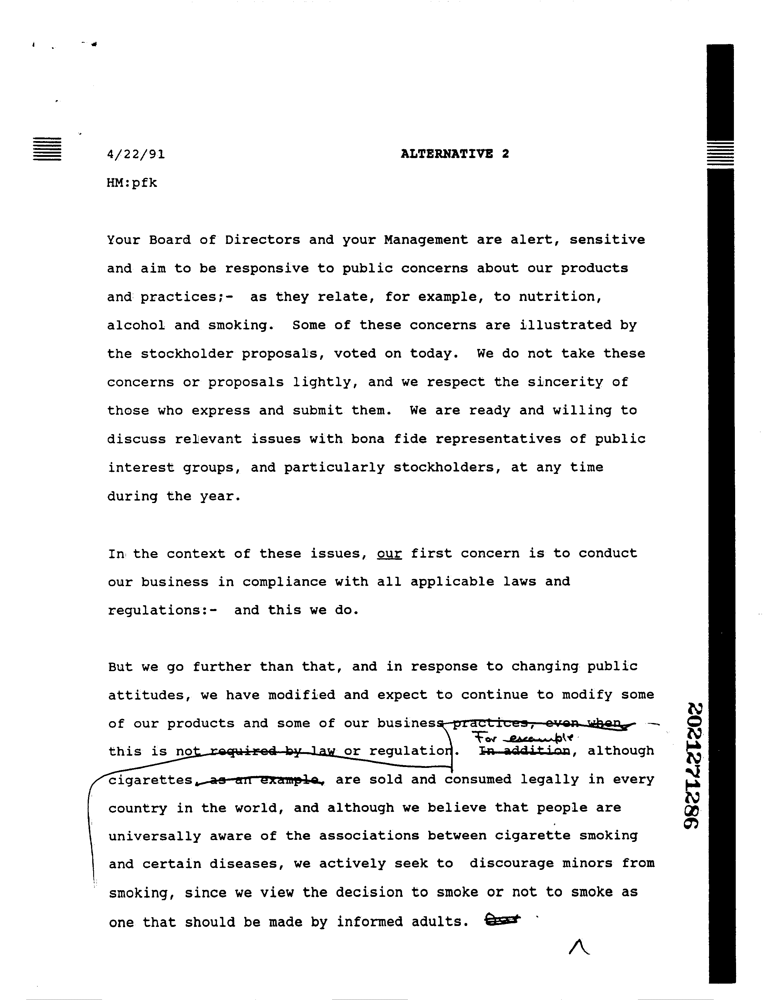 4/22/91 ALTERNATIVE 2
HM:pfk
Your Board of Directors and your Management are alert, sensitive
and aim to be responsive to public concerns about our products
and practices;- as they relate, for example, to nutrition,
alcohol and smoking. Some of these concerns are illustrated by
the stockholder proposals, voted on today. We do not take these
concerns or proposals lightly, and we respect the sincerity of
those who express and submit them. We are ready and willing to
discuss relevant issues with bona fide representatives of public
interest groups, and particularly stockholders, at any time
during the year.
In the context of these issues, our first concern is to conduct
our business in compliance with all applicable laws and
regulations:- and this we do.
But we go further than that, and in response to changing public
attitudes, we have modified and expect to continue to modify some
of our products and some of our business practices, even when
For example
this is not required by law or regulation. In addition, although
cigarettes, as an example, are sold and consumed legally in every
country in the world, and although we believe that people are
universally aware of the associations between cigarette smoking
and certain diseases, we actively seek to discourage minors from
smoking, since we view the decision to smoke or not to smoke as
one that should be made by informed adults.
2021271286